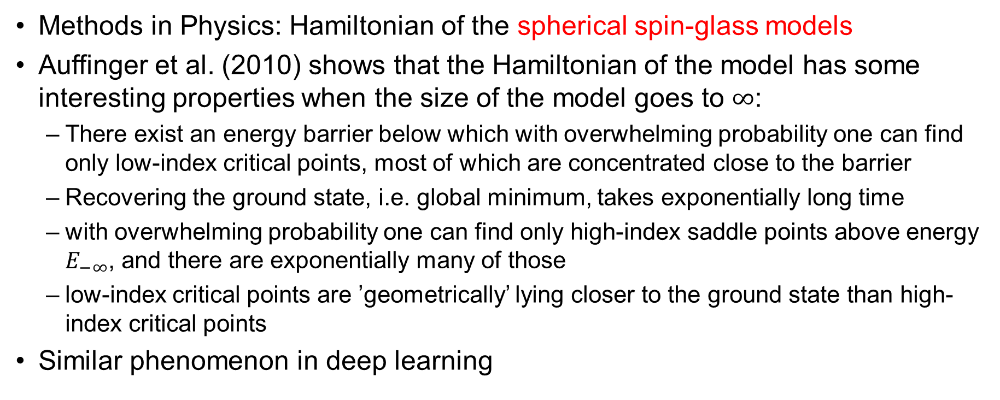 • Methods in Physics: Hamiltonian of the spherical spin-glass models
• Auffinger et al. (2010) shows that the Hamiltonian of the model has some
interesting properties when the size of the model goes to ∞:
– There exist an energy barrier below which with overwhelming probability one can find
only low-index critical points, most of which are concentrated close to the barrier
– Recovering the ground state, i.e. global minimum, takes exponentially long time
– with overwhelming probability one can find only high-index saddle points above energy
𝐸₋∞, and there are exponentially many of those
– low-index critical points are ’geometrically’ lying closer to the ground state than high-
index critical points
• Similar phenomenon in deep learning